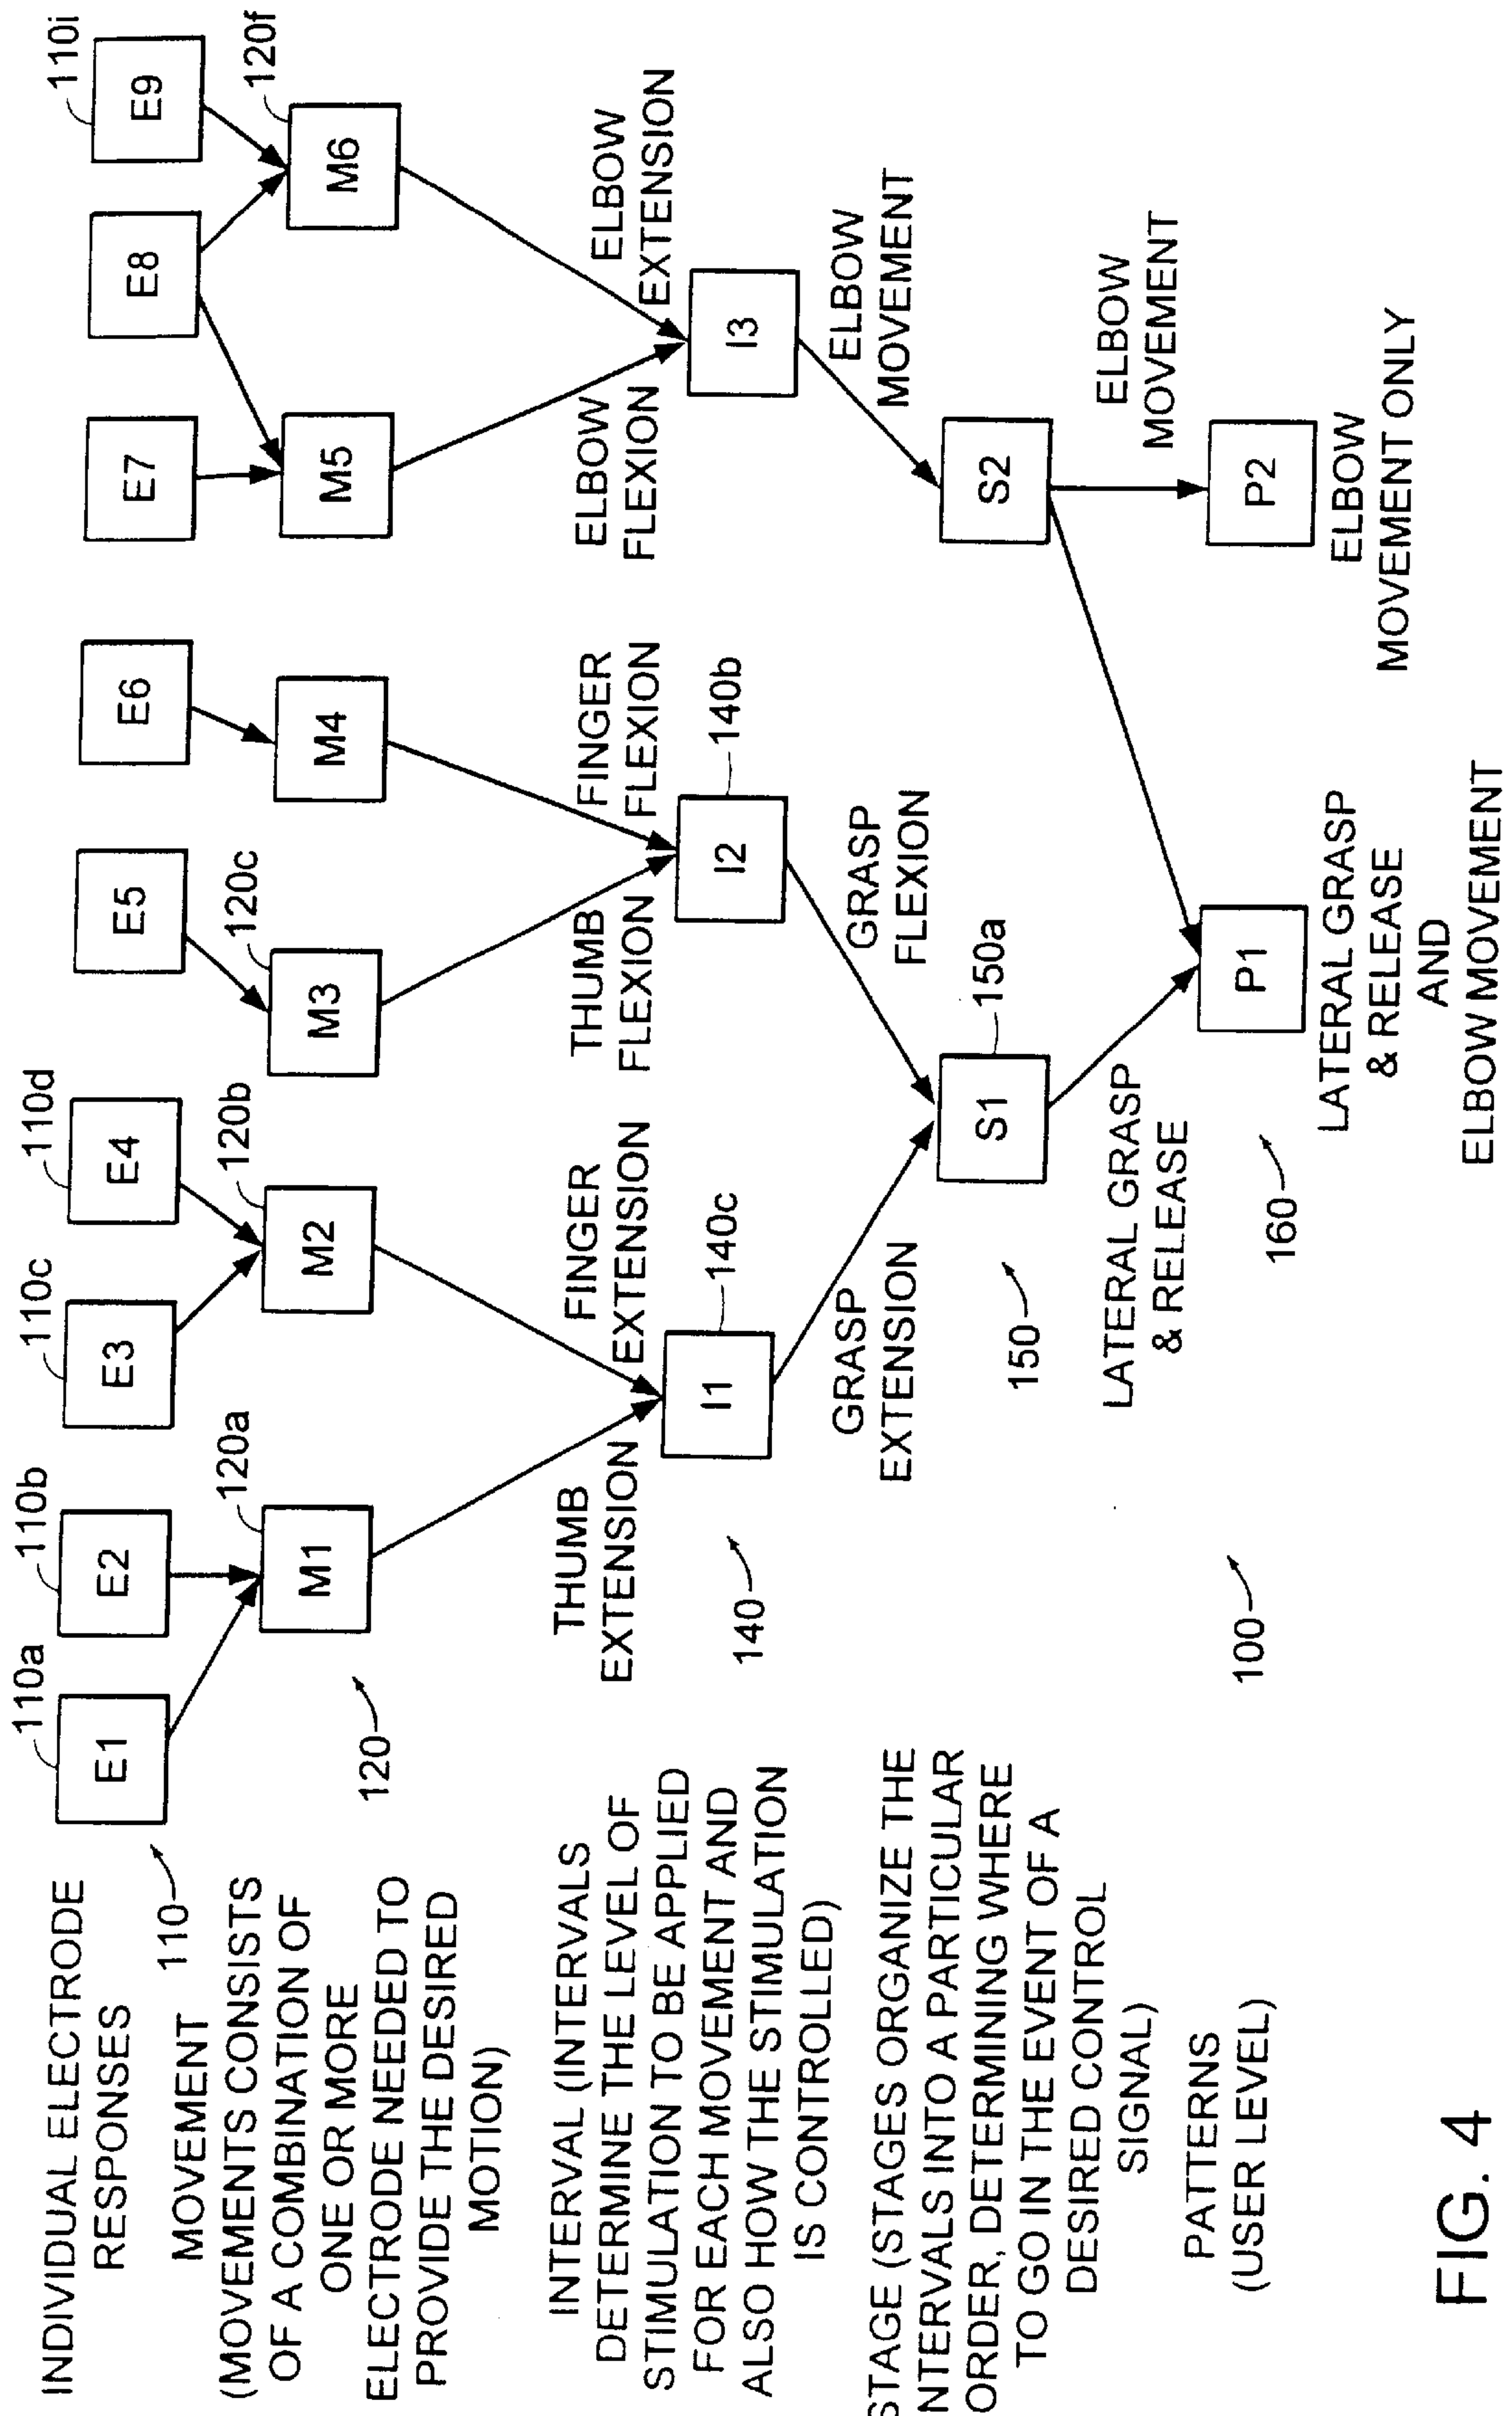 INDIVIDUAL ELECTRODE
RESPONSES
110
110a
E1
110b
E2
110c
E3
110d
E4
E5
E6
E7
E8
110i
E9
MOVEMENT
(MOVEMENTS CONSISTS
OF A COMBINATION OF
ONE OR MORE
ELECTRODE NEEDED TO
PROVIDE THE DESIRED
MOTION)
120
120a
M1
120b
M2
120c
M3
M4
M5
120f
M6
THUMB
EXTENSION
FINGER
EXTENSION
THUMB
FLEXION
FINGER
FLEXION
ELBOW
FLEXION
ELBOW
EXTENSION
INTERVAL (INTERVALS
DETERMINE THE LEVEL OF
STIMULATION TO BE APPLIED
FOR EACH MOVEMENT AND
ALSO HOW THE STIMULATION
IS CONTROLLED)
140
I1
140c
I2
140b
I3
GRASP
EXTENSION
GRASP
FLEXION
ELBOW
MOVEMENT
STAGE (STAGES ORGANIZE THE
INTERVALS INTO A PARTICULAR
ORDER, DETERMINING WHERE
TO GO IN THE EVENT OF A
DESIRED CONTROL
SIGNAL)
150
S1
150a
S2
LATERAL GRASP
& RELEASE
ELBOW
MOVEMENT
PATTERNS
(USER LEVEL)
100
160
P1
P2
LATERAL GRASP
& RELEASE
AND
ELBOW MOVEMENT
ELBOW
MOVEMENT ONLY
FIG. 4